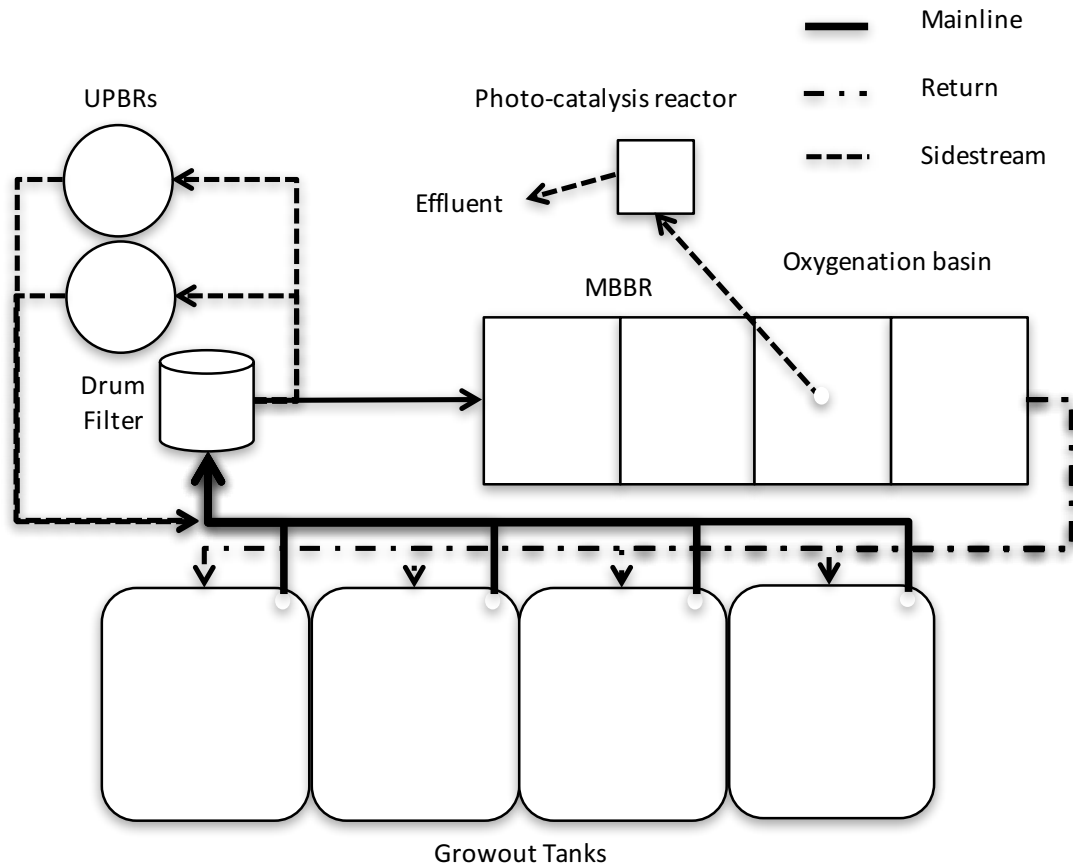 Mainline
Return
Sidestream
UPBRs
Photo-catalysis reactor
Effluent
Oxygenation basin
MBBR
Drum
Filter
Growout Tanks